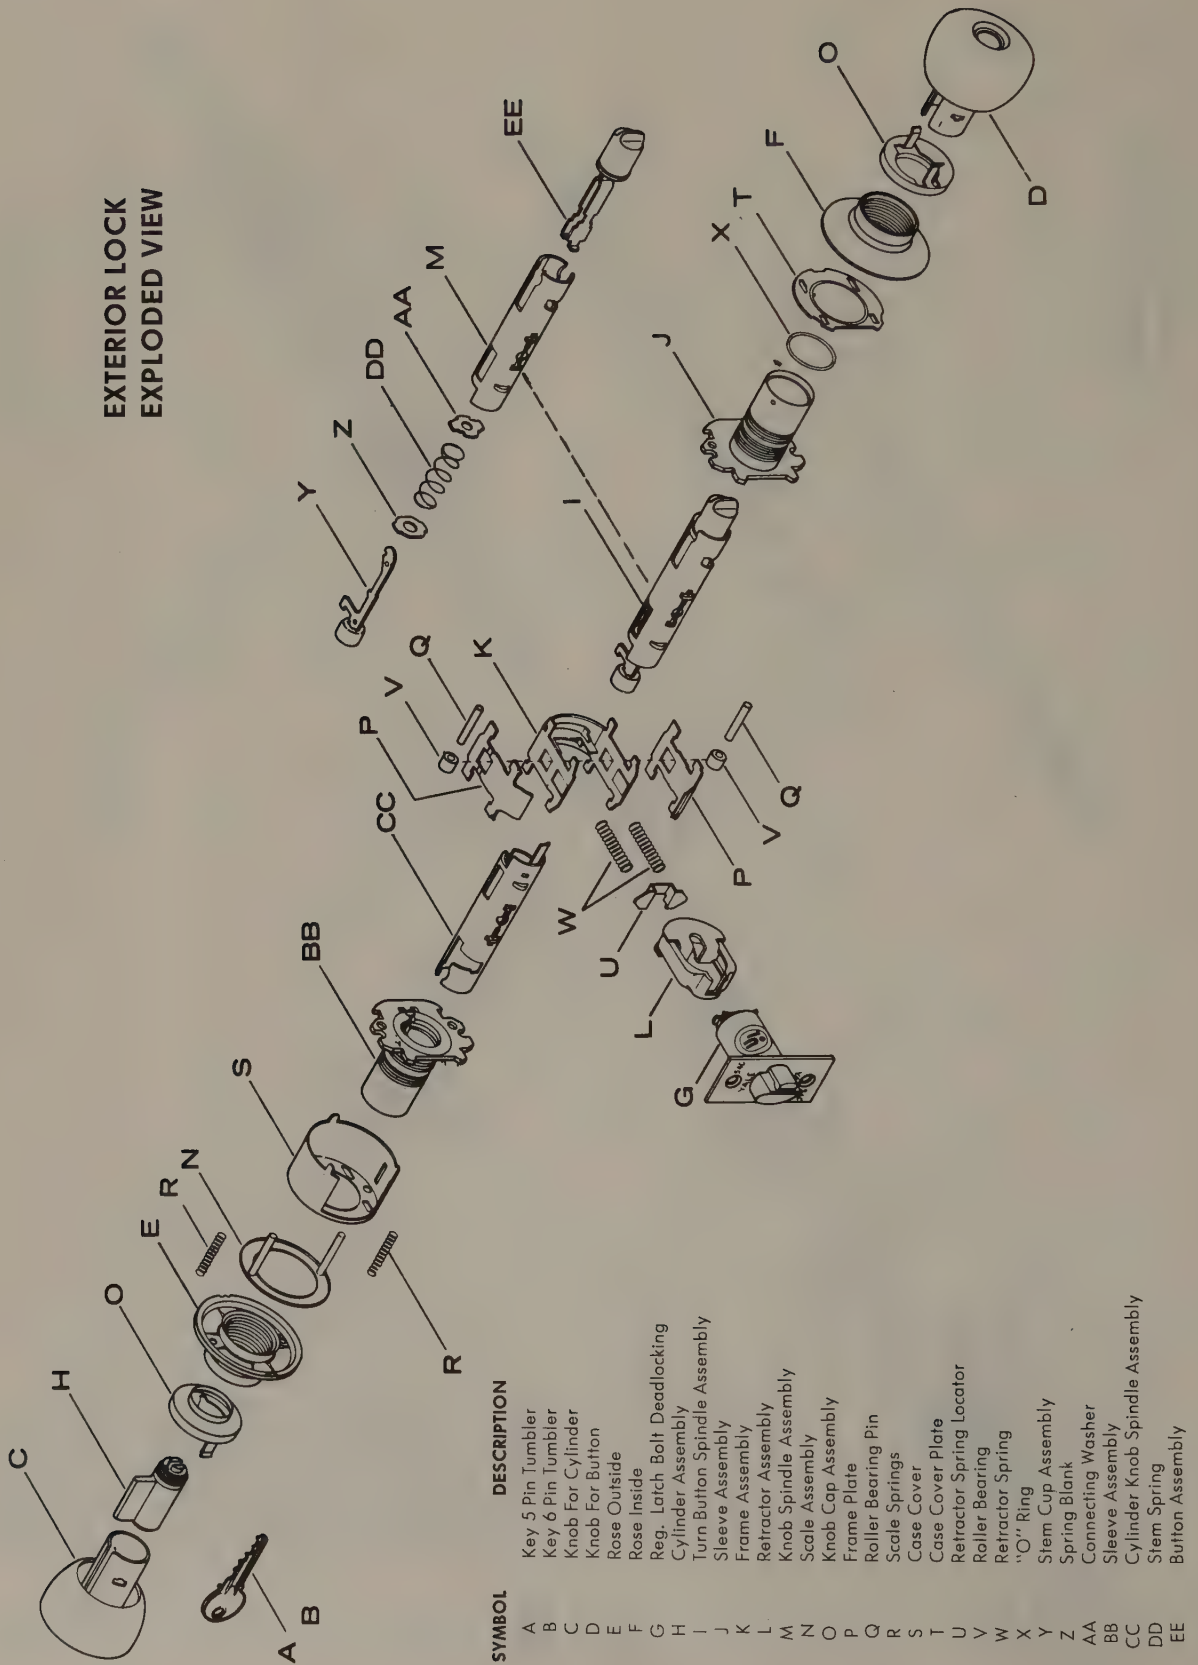 EXTERIOR LOCK
EXPLODED VIEW
SYMBOL DESCRIPTION
A Key 5 Pin Tumbler
B Key 6 Pin Tumbler
C Knob For Cylinder
D Knob For Button
E Rose Outside
F Rose Inside
G Reg. Latch Bolt Deadlocking
H Cylinder Assembly
I Turn Button Spindle Assembly
J Sleeve Assembly
K Frame Assembly
L Retractor Assembly
M Knob Spindle Assembly
N Scale Assembly
O Knob Cap Assembly
P Frame Plate
Q Roller Bearing Pin
R Scale Springs
S Case Cover
T Case Cover Plate
U Retractor Spring Locator
V Roller Bearing
W Retractor Spring
X "O" Ring
Y Stem Cup Assembly
Z Spring Blank
AA Connecting Washer
BB Sleeve Assembly
CC Cylinder Knob Spindle Assembly
DD Stem Spring
EE Button Assembly
C
H
O
E
R
N
S
BB
CC
P
V
Q
K
Y
Z
DD
AA
M
EE
A
B
R
G
YALE
L
U
W
P
V
Q
I
J
X
T
F
O
D